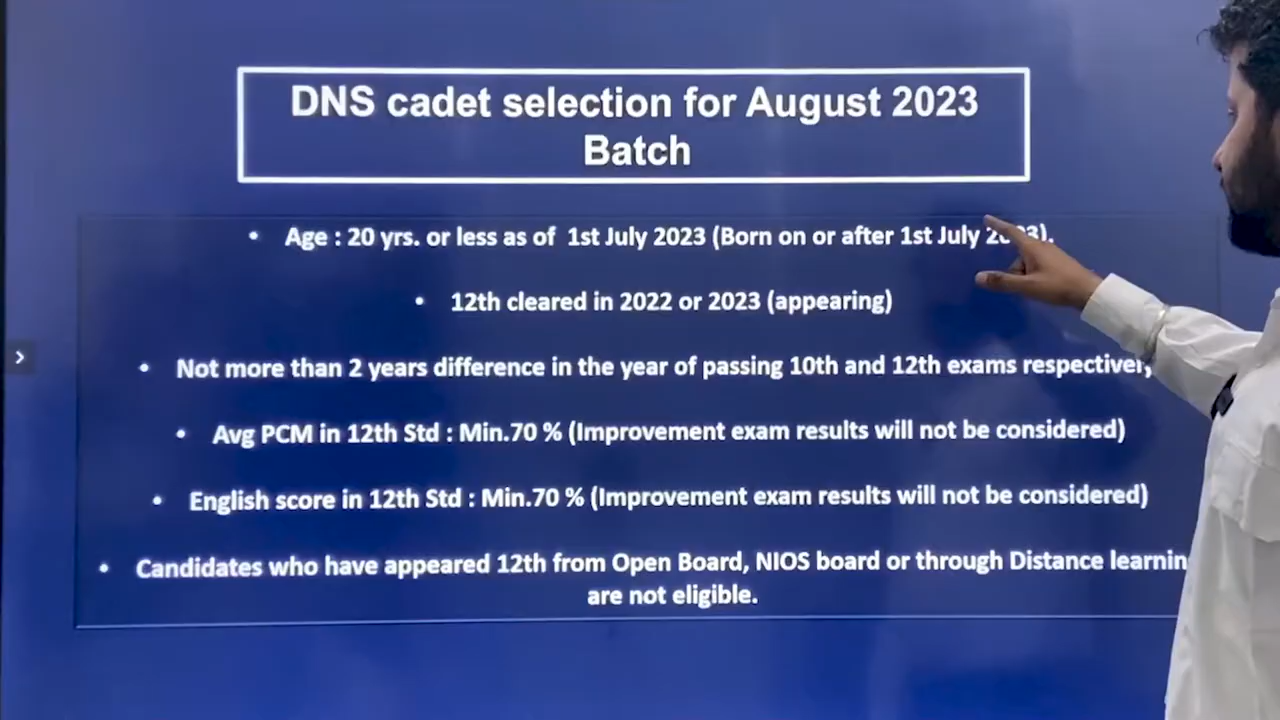 DNS cadet selection for August 2023
Batch
• Age : 20 yrs. or less as of 1st July 2023 (Born on or after 1st July
• 12th cleared in 2022 or 2023 (appearing)
• Not more than 2 years difference in the year of passing 10th and 12th exams
• Avg PCM in 12th Std : Min.70 % (Improvement exam results will not be considered)
• English score in 12th Std : Min.70 % (Improvement exam results will not be considered)
• Candidates who have appeared 12th from Open Board, NIOS board or through Distance
are not eligible.